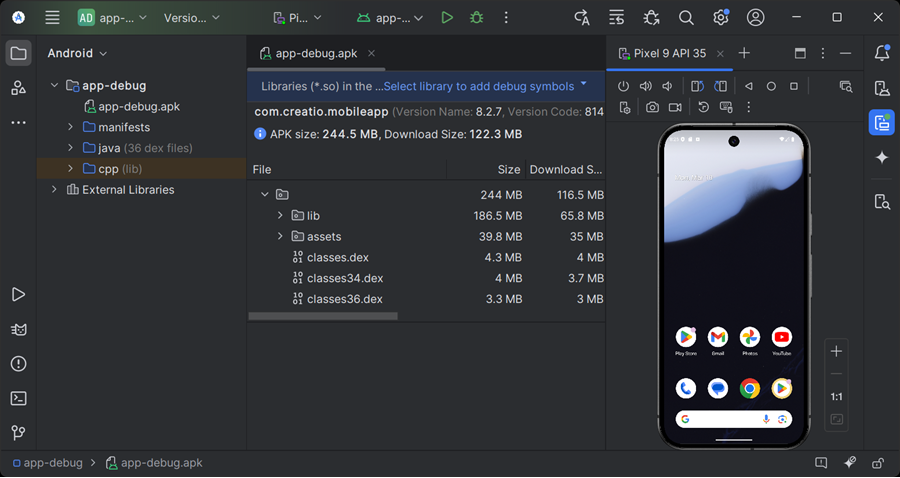 AD app-... Versio... Pi... app-...
Android
app-debug.apk
Pixel 9 API 35
app-debug
app-debug.apk
manifests
java (36 dex files)
cpp (lib)
External Libraries
Libraries (*.so) in the ...Select library to add debug symbols
com.creatio.mobileapp (Version Name: 8.2.7, Version Code: 814
APK size: 244.5 MB, Download Size: 122.3 MB
File Size Download S...
244 MB 116.5 MB
lib 186.5 MB 65.8 MB
assets 39.8 MB 35 MB
classes.dex 4.3 MB 4 MB
classes34.dex 4 MB 3.7 MB
classes36.dex 3.3 MB 3 MB
Play Store Gmail Photos YouTube
1:1
app-debug > app-debug.apk